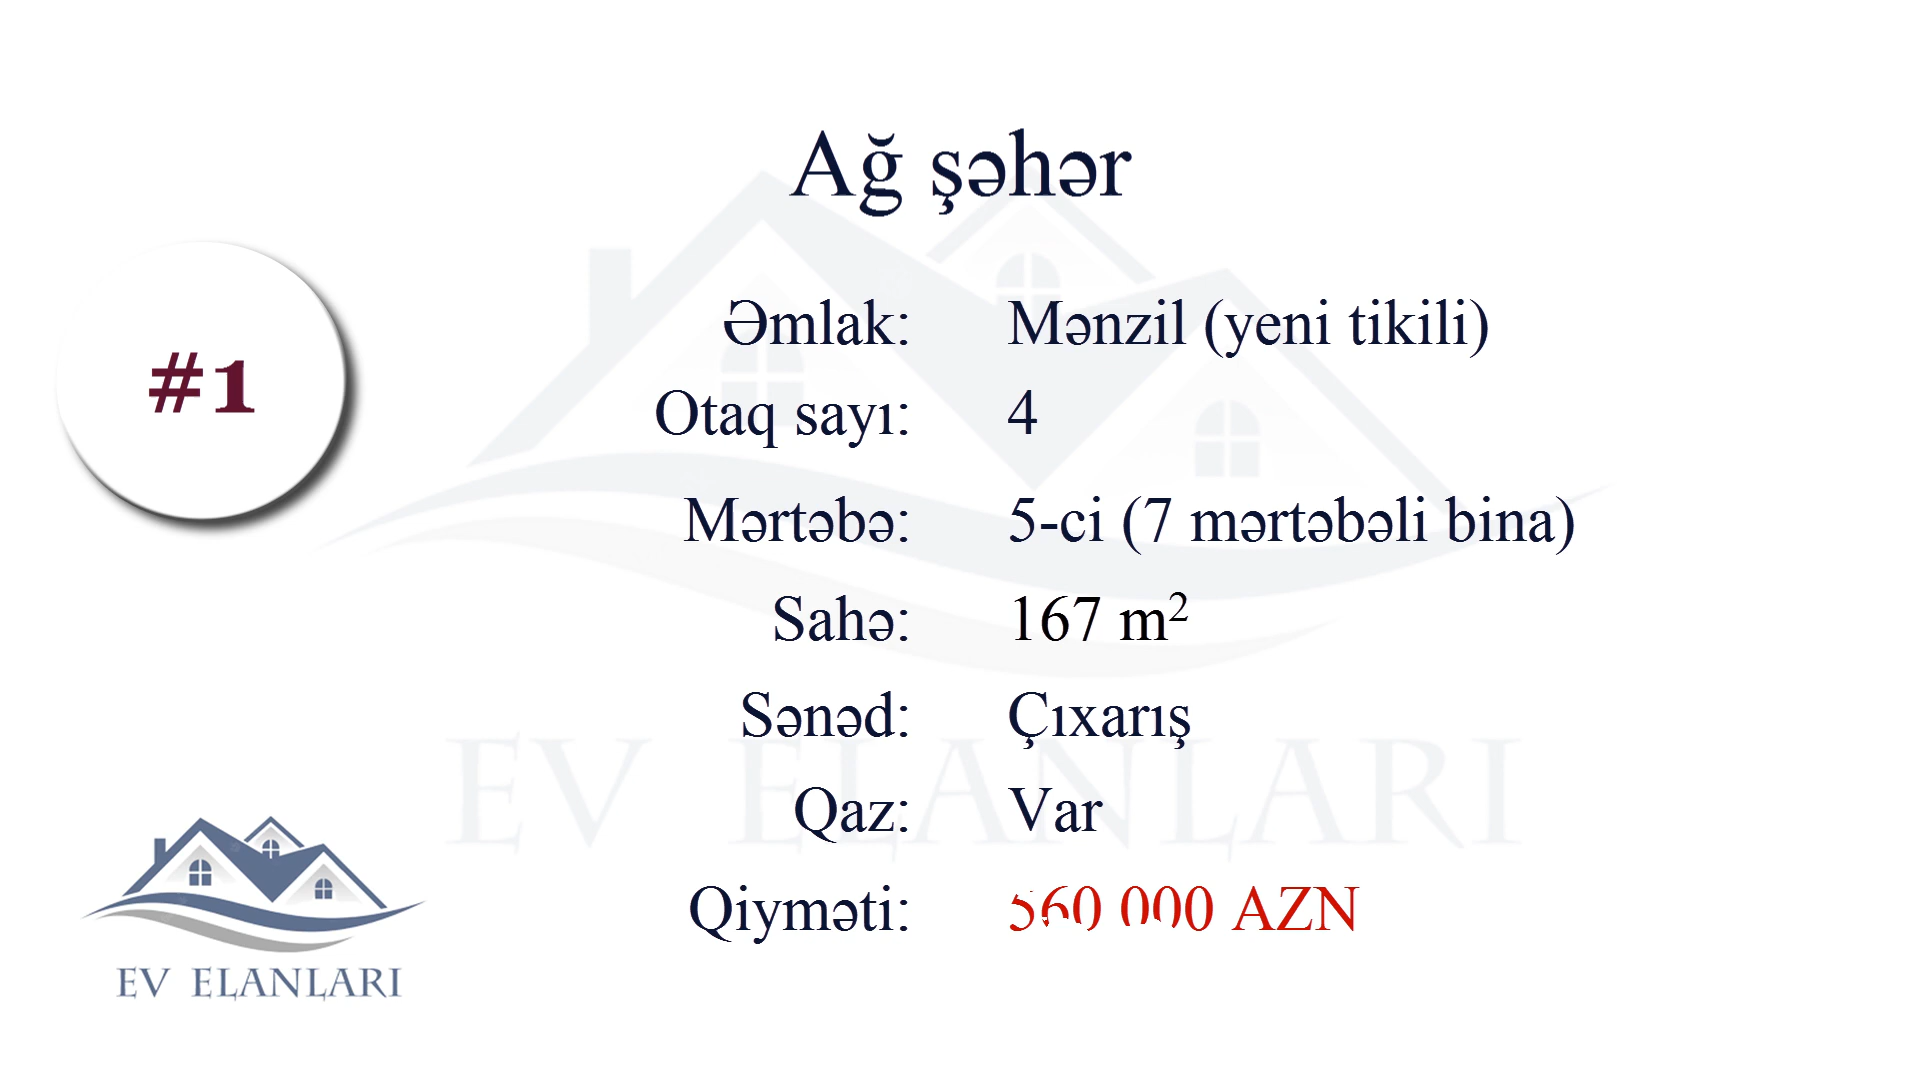 Ağ şəhər
#1
Əmlak: Mənzil (yeni tikili)
Otaq sayı: 4
Mərtəbə: 5-ci (7 mərtəbəli bina)
Sahə: 167 m²
Sənəd: Çıxarış
Qaz: Var
Qiyməti: 560 000 AZN
EV ELANLARI
EV ELANLARI